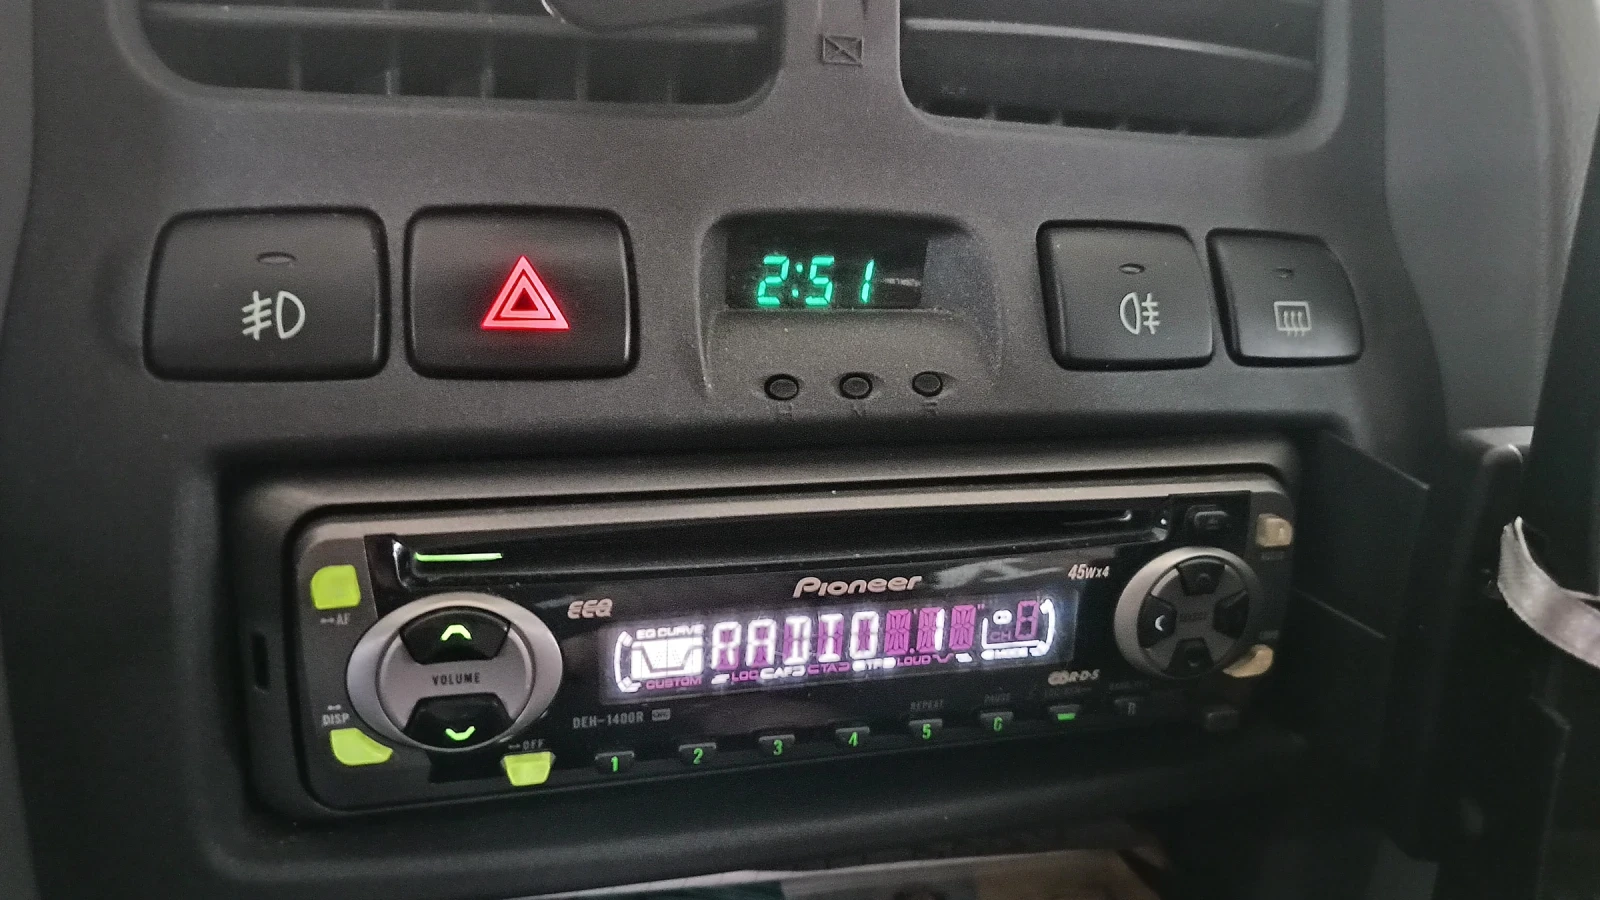 2:51
Pioneer
45Wx4
EEQ
AF
EQ CURVE
RADIO 1
CUSTOM
LOC
TA
TP
LOUD
CH
VOLUME
DISP
DEH-1400R
R·D·S
OFF
REPEAT
PAUSE
1 2 3 4 5 6